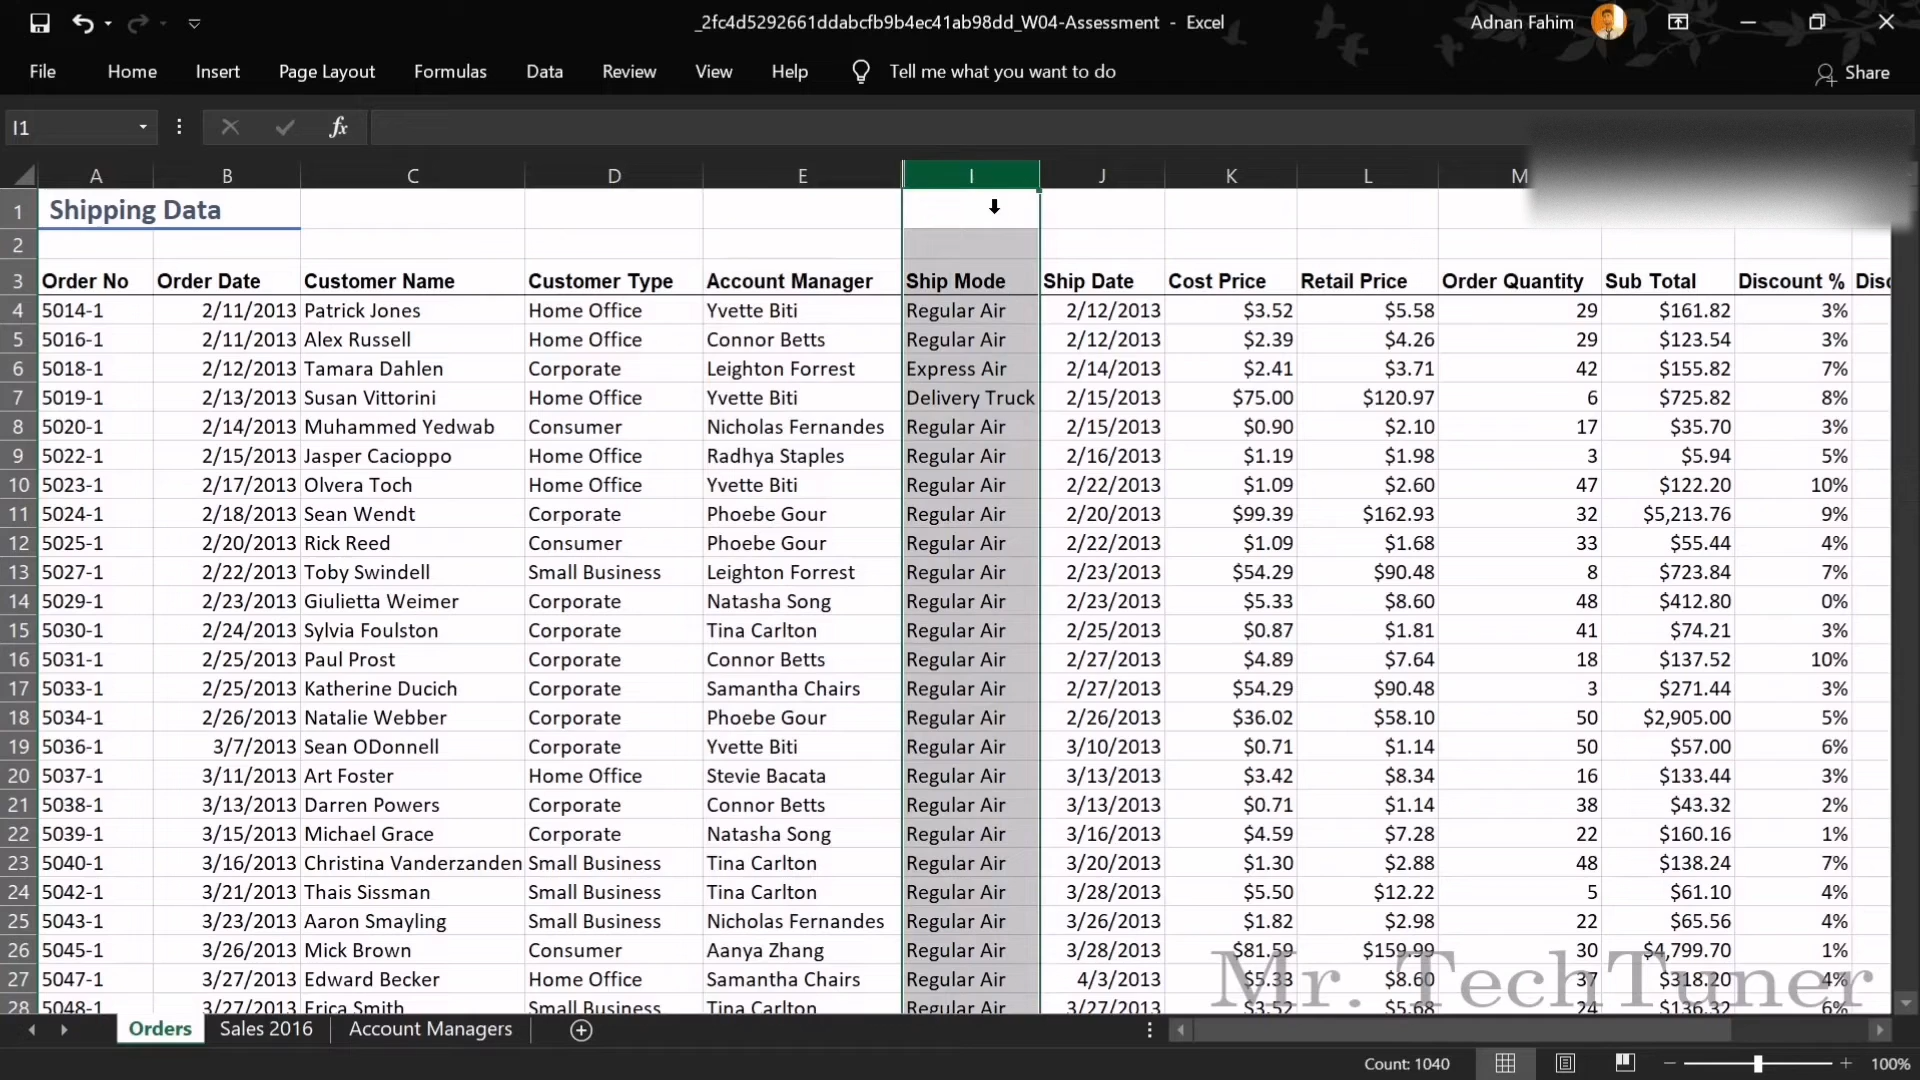 _2fc4d5292661ddabcfb9b4ec41ab98dd_W04-Assessment - Excel Adnan Fahim
File Home Insert Page Layout Formulas Data Review View Help Tell me what you want to do Share
I1 fx
A B C D E I J K L M
1 Shipping Data
2
3 Order No Order Date Customer Name Customer Type Account Manager Ship Mode Ship Date Cost Price Retail Price Order Quantity Sub Total Discount % Disc
4 5014-1 2/11/2013 Patrick Jones Home Office Yvette Biti Regular Air 2/12/2013 $3.52 $5.58 29 $161.82 3%
5 5016-1 2/11/2013 Alex Russell Home Office Connor Betts Regular Air 2/12/2013 $2.39 $4.26 29 $123.54 3%
6 5018-1 2/12/2013 Tamara Dahlen Corporate Leighton Forrest Express Air 2/14/2013 $2.41 $3.71 42 $155.82 7%
7 5019-1 2/13/2013 Susan Vittorini Home Office Yvette Biti Delivery Truck 2/15/2013 $75.00 $120.97 6 $725.82 8%
8 5020-1 2/14/2013 Muhammed Yedwab Consumer Nicholas Fernandes Regular Air 2/15/2013 $0.90 $2.10 17 $35.70 3%
9 5022-1 2/15/2013 Jasper Cacioppo Home Office Radhya Staples Regular Air 2/16/2013 $1.19 $1.98 3 $5.94 5%
10 5023-1 2/17/2013 Olvera Toch Home Office Yvette Biti Regular Air 2/22/2013 $1.09 $2.60 47 $122.20 10%
11 5024-1 2/18/2013 Sean Wendt Corporate Phoebe Gour Regular Air 2/20/2013 $99.39 $162.93 32 $5,213.76 9%
12 5025-1 2/20/2013 Rick Reed Consumer Phoebe Gour Regular Air 2/22/2013 $1.09 $1.68 33 $55.44 4%
13 5027-1 2/22/2013 Toby Swindell Small Business Leighton Forrest Regular Air 2/23/2013 $54.29 $90.48 8 $723.84 7%
14 5029-1 2/23/2013 Giulietta Weimer Corporate Natasha Song Regular Air 2/23/2013 $5.33 $8.60 48 $412.80 0%
15 5030-1 2/24/2013 Sylvia Foulston Corporate Tina Carlton Regular Air 2/25/2013 $0.87 $1.81 41 $74.21 3%
16 5031-1 2/25/2013 Paul Prost Corporate Connor Betts Regular Air 2/27/2013 $4.89 $7.64 18 $137.52 10%
17 5033-1 2/25/2013 Katherine Ducich Corporate Samantha Chairs Regular Air 2/27/2013 $54.29 $90.48 3 $271.44 3%
18 5034-1 2/26/2013 Natalie Webber Corporate Phoebe Gour Regular Air 2/26/2013 $36.02 $58.10 50 $2,905.00 5%
19 5036-1 3/7/2013 Sean ODonnell Corporate Yvette Biti Regular Air 3/10/2013 $0.71 $1.14 50 $57.00 6%
20 5037-1 3/11/2013 Art Foster Home Office Stevie Bacata Regular Air 3/13/2013 $3.42 $8.34 16 $133.44 3%
21 5038-1 3/13/2013 Darren Powers Corporate Connor Betts Regular Air 3/13/2013 $0.71 $1.14 38 $43.32 2%
22 5039-1 3/15/2013 Michael Grace Corporate Natasha Song Regular Air 3/16/2013 $4.59 $7.28 22 $160.16 1%
23 5040-1 3/16/2013 Christina Vanderzanden Small Business Tina Carlton Regular Air 3/20/2013 $1.30 $2.88 48 $138.24 7%
24 5042-1 3/21/2013 Thais Sissman Small Business Tina Carlton Regular Air 3/28/2013 $5.50 $12.22 5 $61.10 4%
25 5043-1 3/23/2013 Aaron Smayling Small Business Nicholas Fernandes Regular Air 3/26/2013 $1.82 $2.98 22 $65.56 4%
26 5045-1 3/26/2013 Mick Brown Consumer Aanya Zhang Regular Air 3/28/2013 $81.59 $159.99 30 $4,799.70 1%
27 5047-1 3/27/2013 Edward Becker Home Office Samantha Chairs Regular Air 4/3/2013 $5.33 $8.60 37 $318.20 4%
28 5048-1 3/27/2013 Erica Smith Small Business Tina Carlton Regular Air 3/27/2013 $3.52 $5.68 24 $136.32 6%
Mr. TechTuner
Orders Sales 2016 Account Managers
Count: 1040 100%